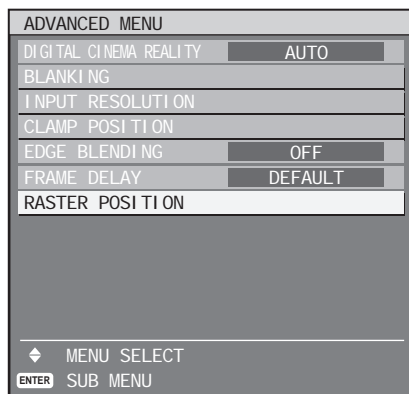 ADVANCED MENU
DIGITAL CINEMA REALITY AUTO
BLANKING
INPUT RESOLUTION
CLAMP POSITION
EDGE BLENDING OFF
FRAME DELAY DEFAULT
RASTER POSITION
MENU SELECT
ENTER SUB MENU